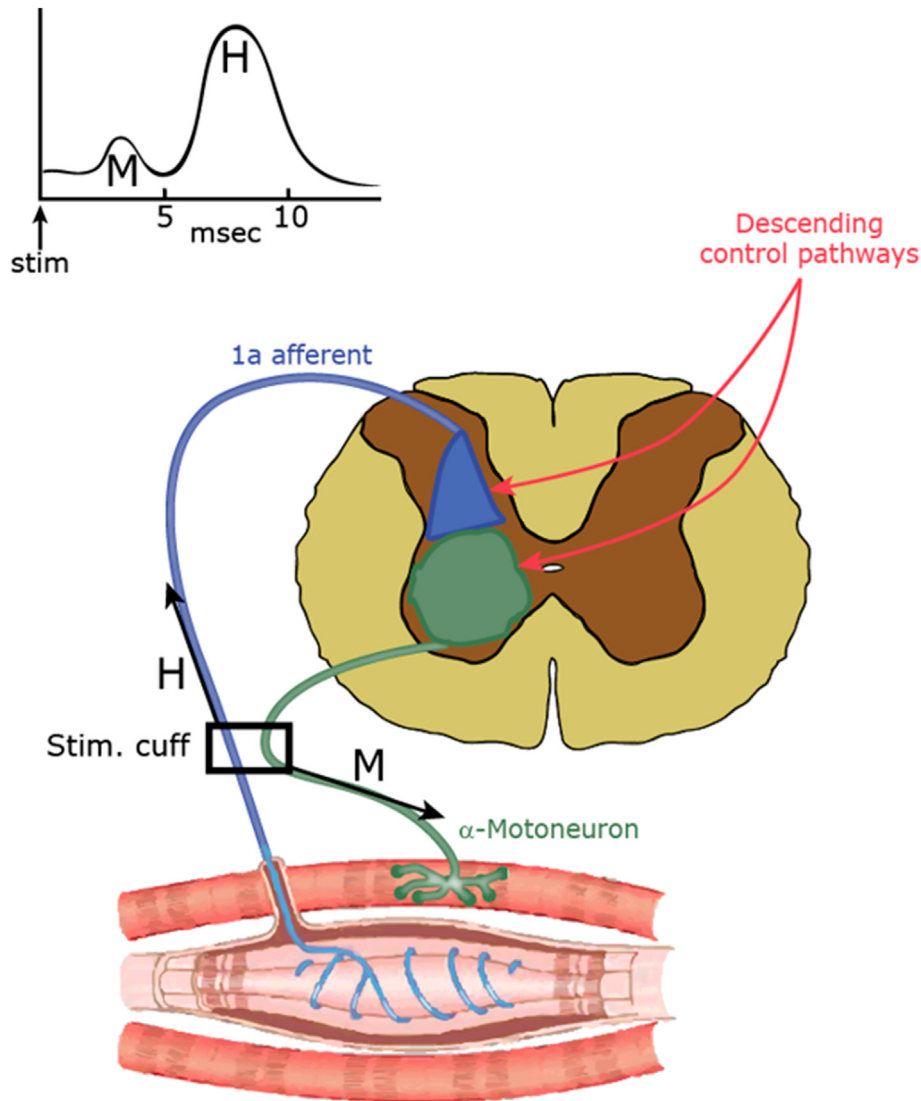 H
M
5
10
msec
stim
Descending
control pathways
1a afferent
H
Stim. cuff
M
α-Motoneuron